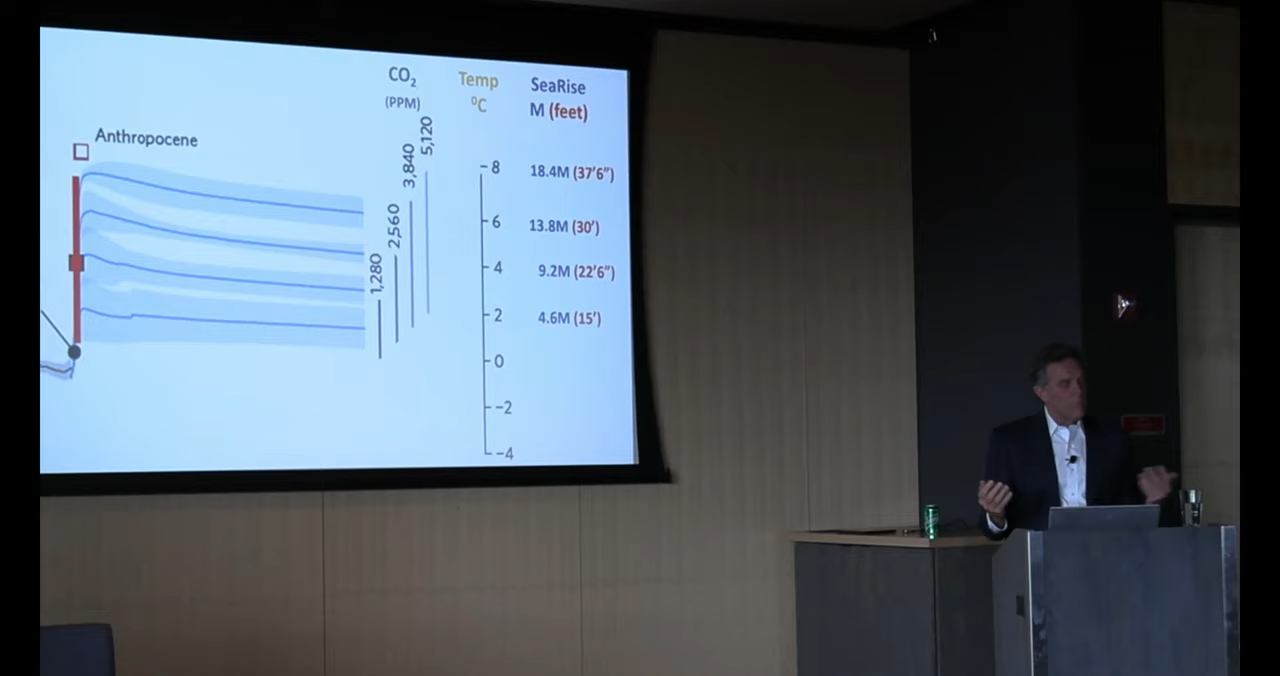 CO₂
(PPM)
Temp
⁰C
SeaRise
M (feet)
Anthropocene
1,280
2,560
3,840
5,120
8
6
4
2
0
−2
−4
18.4M (37'6")
13.8M (30')
9.2M (22'6")
4.6M (15')